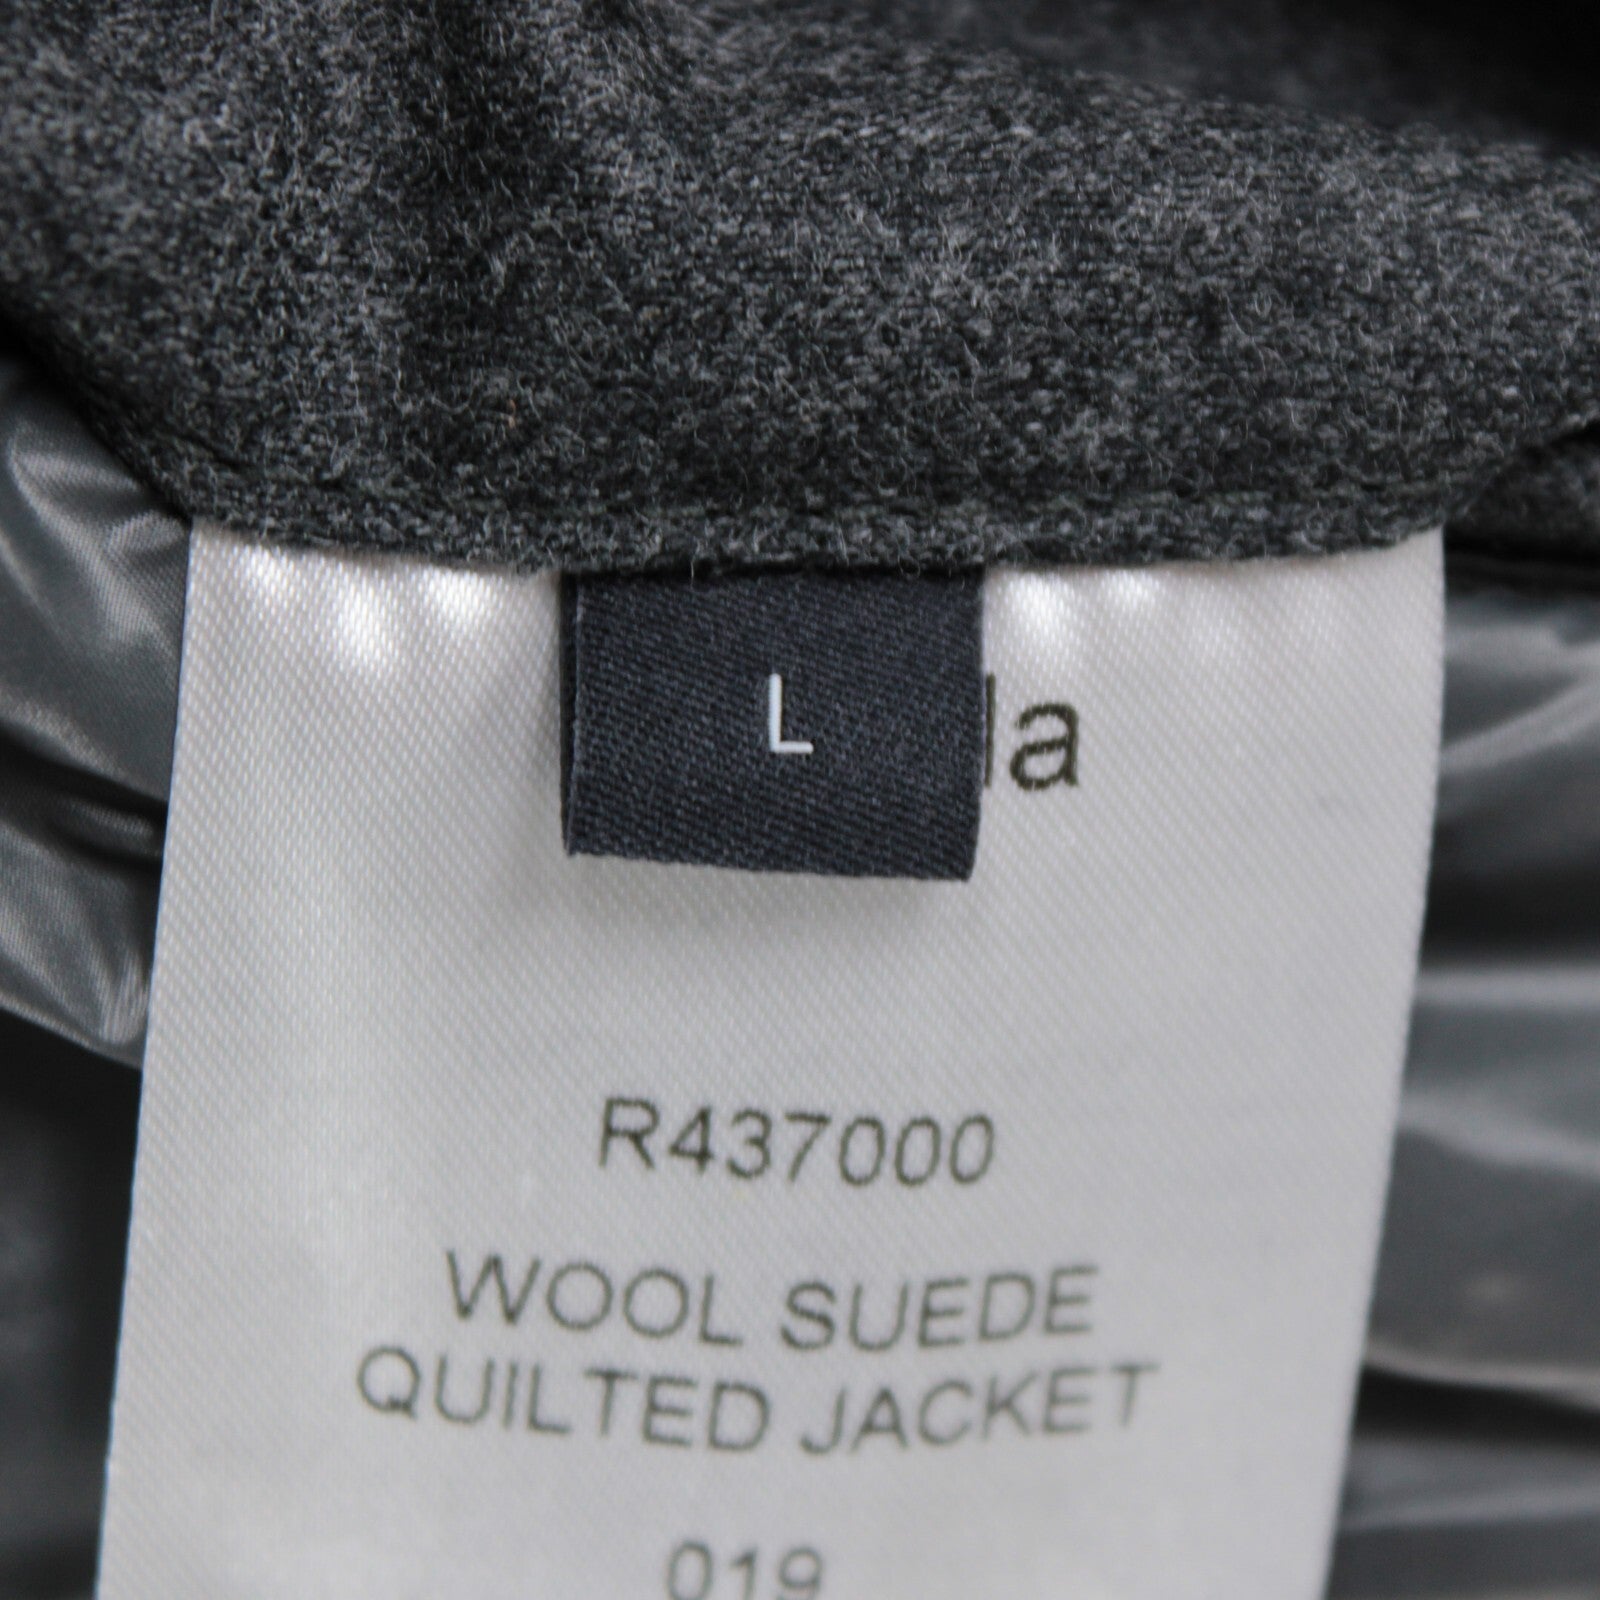 L
la
R437000
WOOL SUEDE
QUILTED JACKET
019